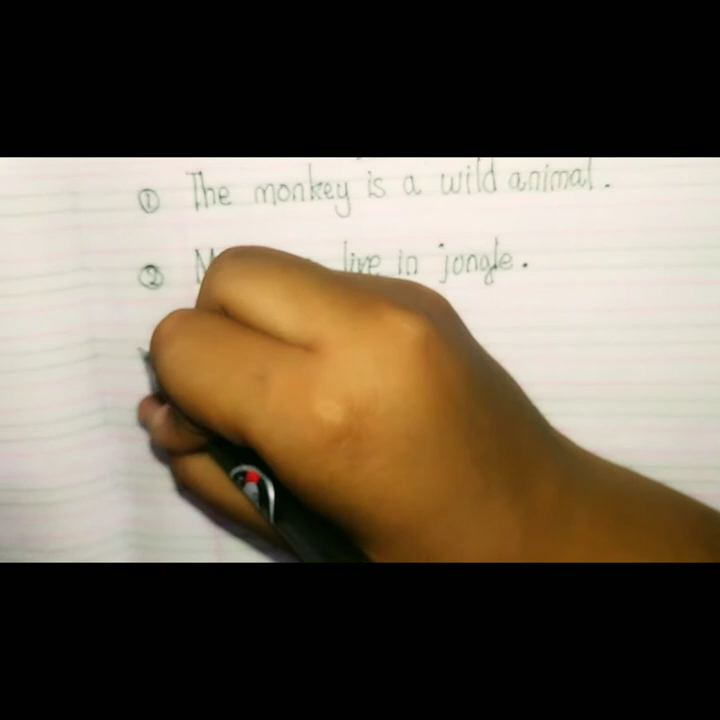 ① The monkey is a wild animal.
② live in jongle.